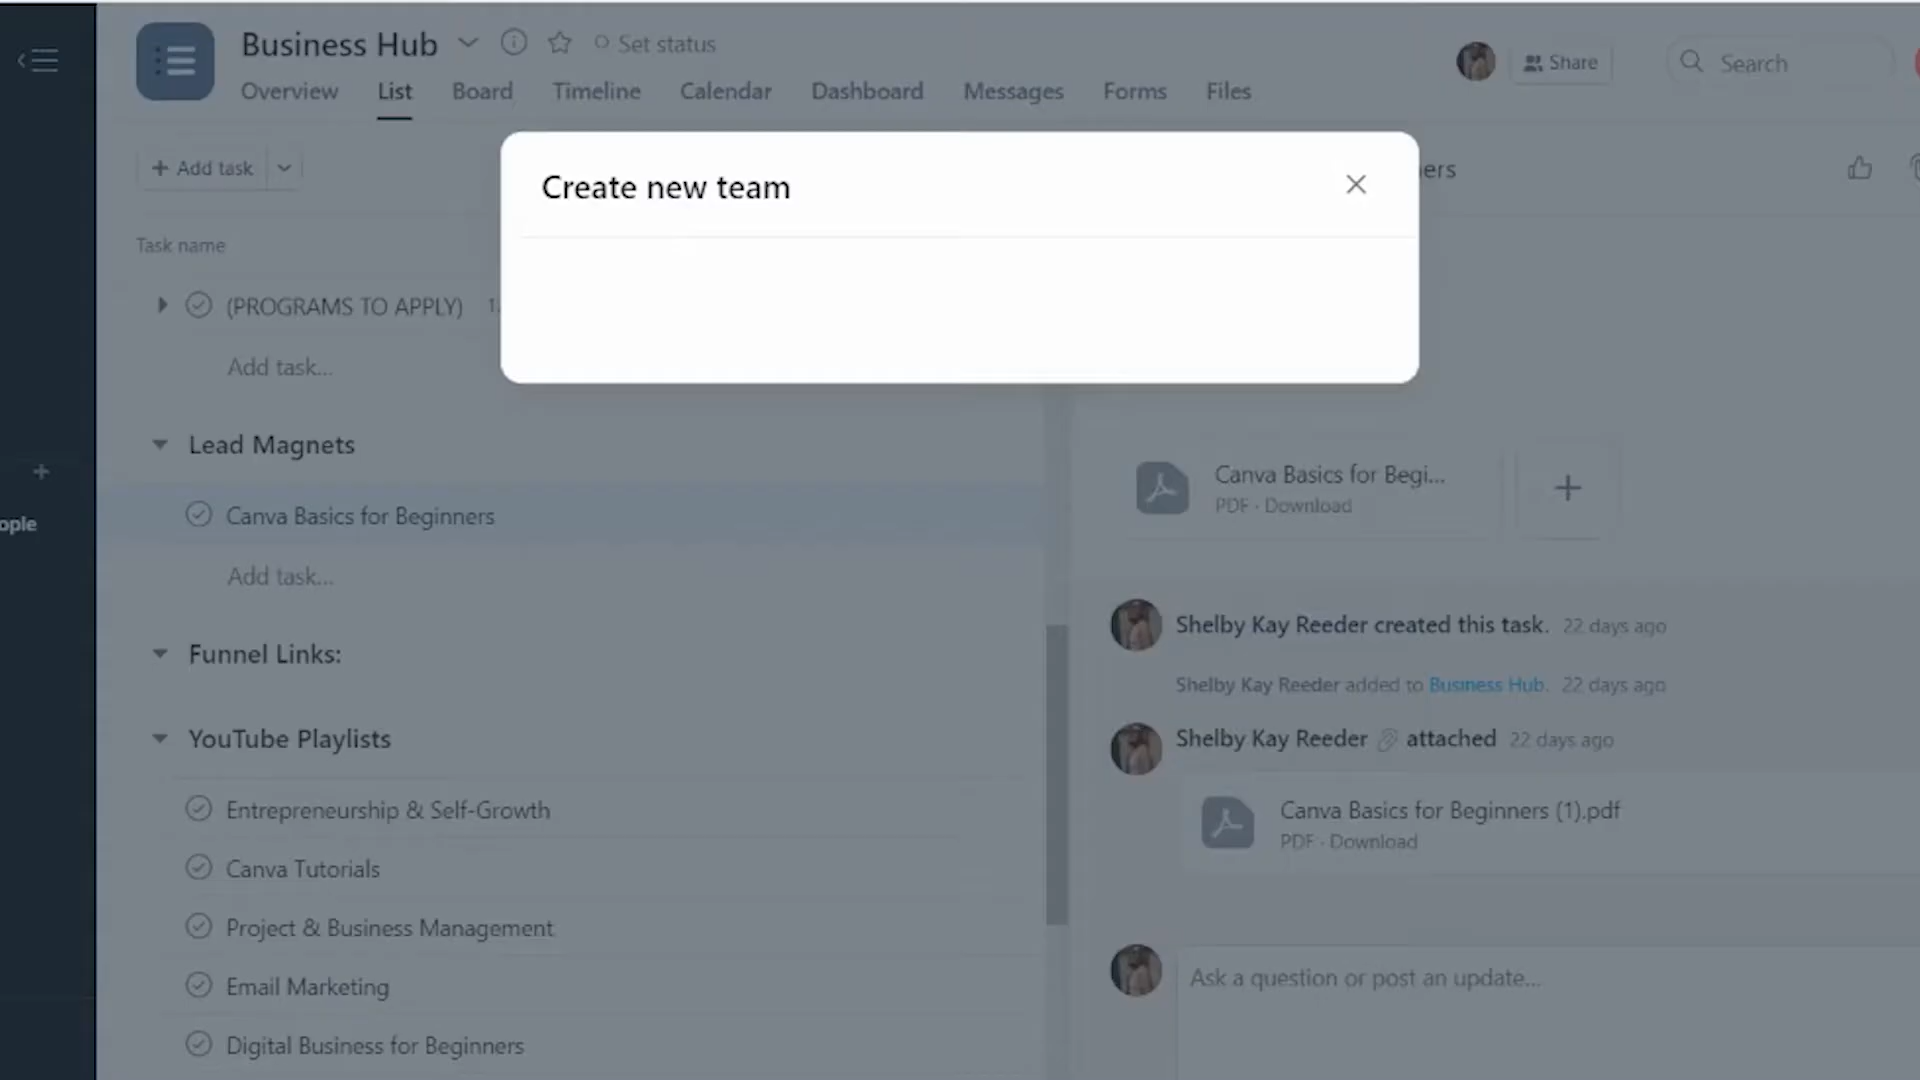 Business Hub
Set status
Share
Search
Overview
List
Board
Timeline
Calendar
Dashboard
Messages
Forms
Files
+ Add task
Create new team
ers
Task name
(PROGRAMS TO APPLY)
Add task...
Lead Magnets
Canva Basics for Begi...
PDF · Download
Canva Basics for Beginners
ople
Add task...
Shelby Kay Reeder created this task. 22 days ago
Funnel Links:
Shelby Kay Reeder added to Business Hub. 22 days ago
YouTube Playlists
Shelby Kay Reeder attached 22 days ago
Entrepreneurship & Self-Growth
Canva Basics for Beginners (1).pdf
PDF · Download
Canva Tutorials
Project & Business Management
Email Marketing
Ask a question or post an update...
Digital Business for Beginners